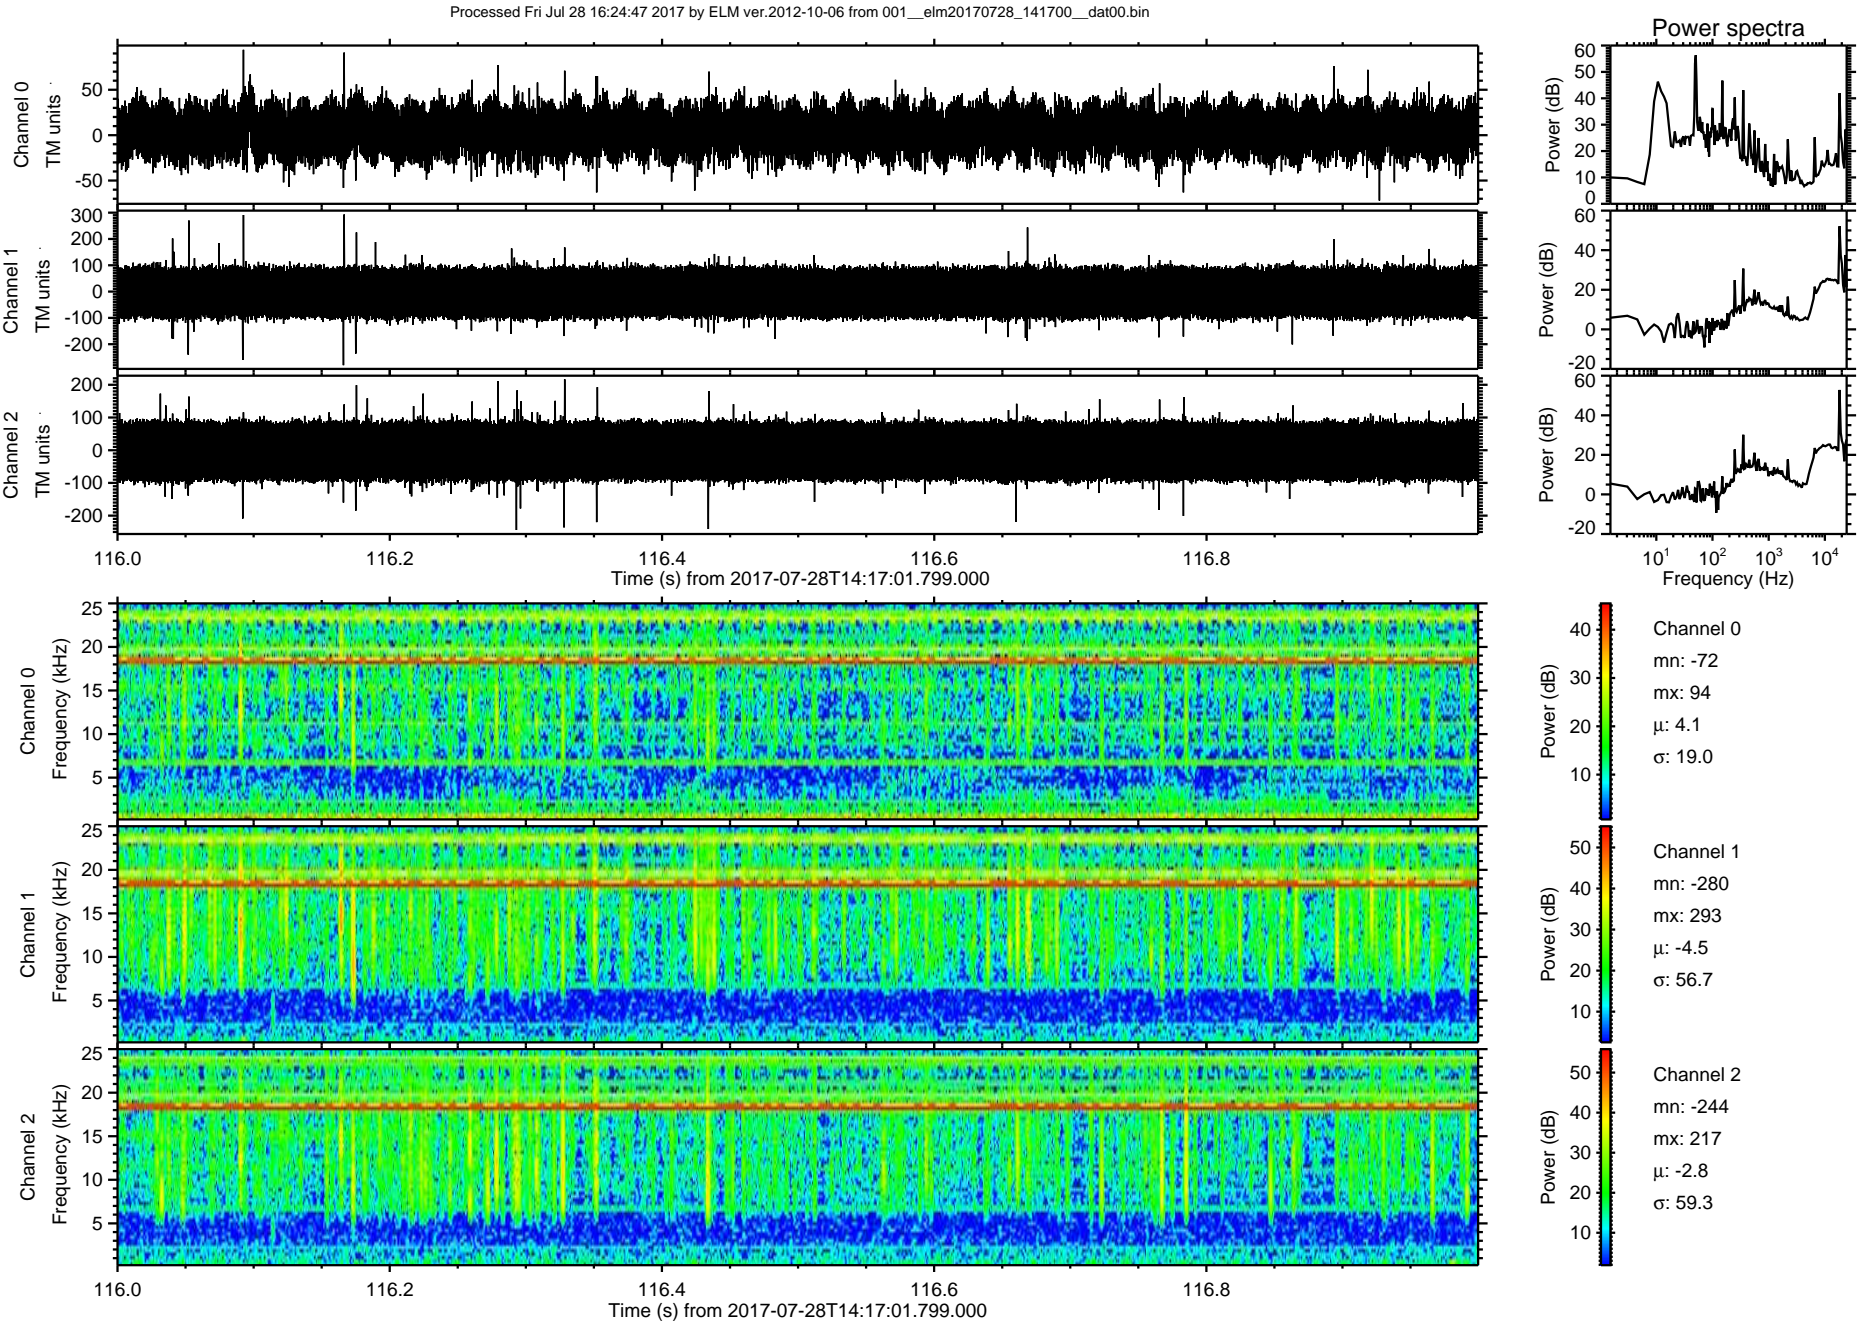 Processed Fri Jul 28 16:24:47 2017 by ELM ver.2012-10-06 from 001__elm20170728_141700__dat00.bin
Power spectra
Channel 0
TM units
50
0
-50
Power (dB)
60
50
40
30
20
10
0
Channel 1
TM units
300
200
100
0
-100
-200
Power (dB)
60
40
20
0
-20
Channel 2
TM units
200
100
0
-100
-200
Power (dB)
60
40
20
0
-20
116.0 116.2 116.4 116.6 116.8
Time (s) from 2017-07-28T14:17:01.799.000
10¹ 10² 10³ 10⁴
Frequency (Hz)
Channel 0
Frequency (kHz)
25
20
15
10
5
Power (dB)
40
30
20
10
Channel 0
mn: -72
mx: 94
μ: 4.1
σ: 19.0
Channel 1
Frequency (kHz)
25
20
15
10
5
Power (dB)
50
40
30
20
10
Channel 1
mn: -280
mx: 293
μ: -4.5
σ: 56.7
Channel 2
Frequency (kHz)
25
20
15
10
5
Power (dB)
50
40
30
20
10
Channel 2
mn: -244
mx: 217
μ: -2.8
σ: 59.3
116.0 116.2 116.4 116.6 116.8
Time (s) from 2017-07-28T14:17:01.799.000